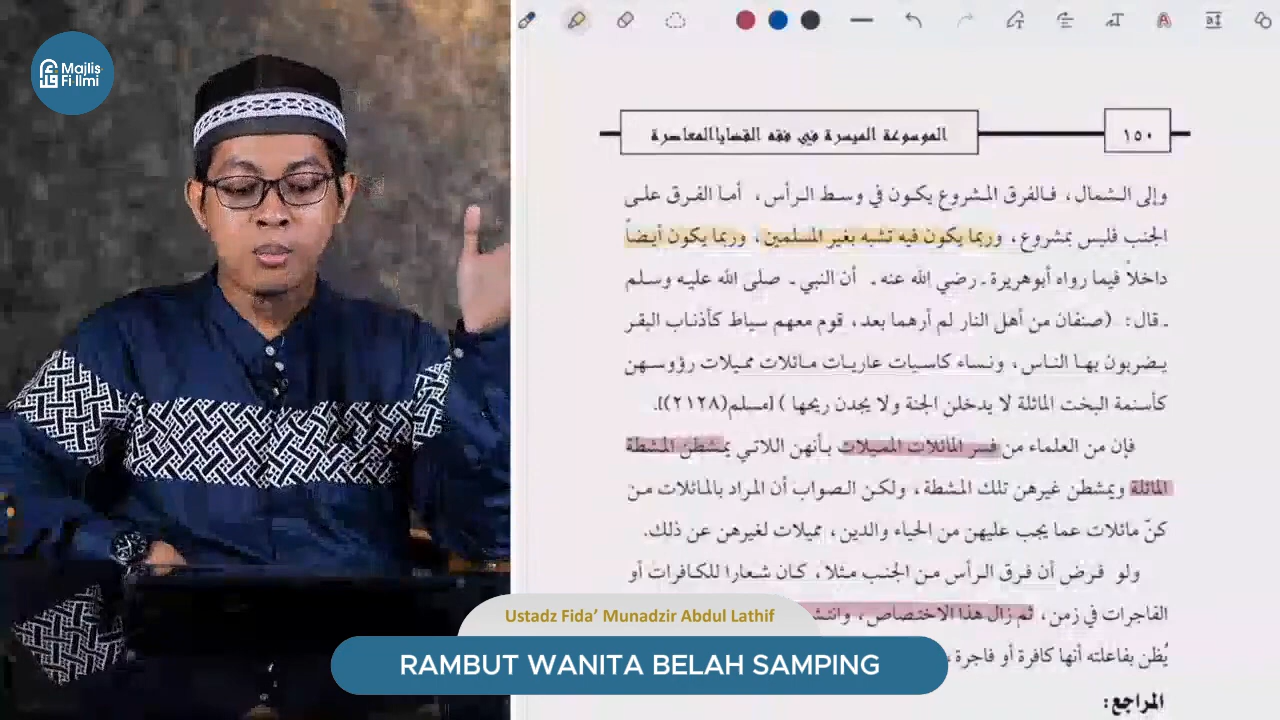 Majlis
Fi Ilmi
الموسوعة الميسرة في فقه القضايا المعاصرة
١٥٠
وإلى الشمال، فالفرق المشروع يكون في وسط الرأس، أما الفرق على
الجنب فليس بمشروع، وربما يكون فيه تشبه بغير المسلمين، وربما يكون أيضاً
داخلاً فيما رواه أبوهريرة ـ رضي الله عنه ـ أن النبي ـ صلى الله عليه وسلم
ـ قال: (صنفان من أهل النار لم أرهما بعد، قوم معهم سياط كأذناب البقر
يضربون بها الناس، ونساء كاسيات عاريات مائلات مميلات رؤوسهن
كأسنمة البخت المائلة لا يدخلن الجنة ولا يجدن ريحها) [مسلم(٢١٢٨)].
فإن من العلماء من فسر المائلات المميلات بأنهن اللاتي يمشطن المشطة
المائلة ويمشطن غيرهن تلك المشطة، ولكن الصواب أن المراد بالمائلات من
كنّ مائلات عما يجب عليهن من الحياء والدين، مميلات لغيرهن عن ذلك.
ولو فرض أن فرق الرأس من الجنب مثلا، كان شعارا للكافرات أو
الفاجرات في زمن، ثم زال هذا الاختصاص،
يُظن بفاعلته أنها كافرة أو فاجرة،
المراجع:
Ustadz Fida’ Munadzir Abdul Lathif
RAMBUT WANITA BELAH SAMPING